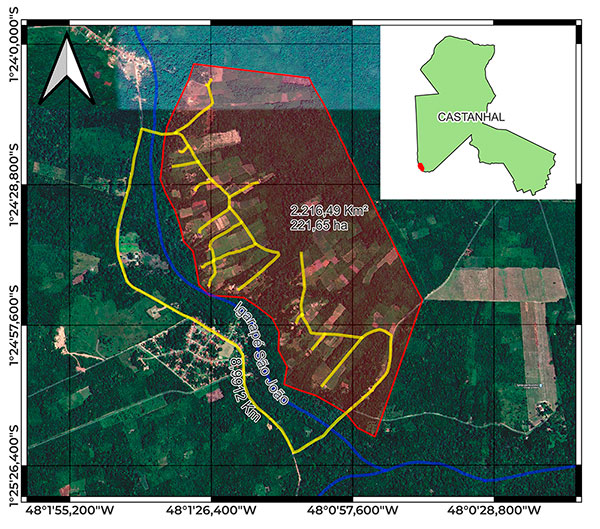 1°24'0,000"S
1°24'28,800"S
1°24'57,600"S
1°25'26,400"S
CASTANHAL
2.216,49 Km²
221,65 ha
Igarapé São João
8,6912 Km
48°1'55,200"W
48°1'26,400"W
48°0'57,600"W
48°0'28,800"W